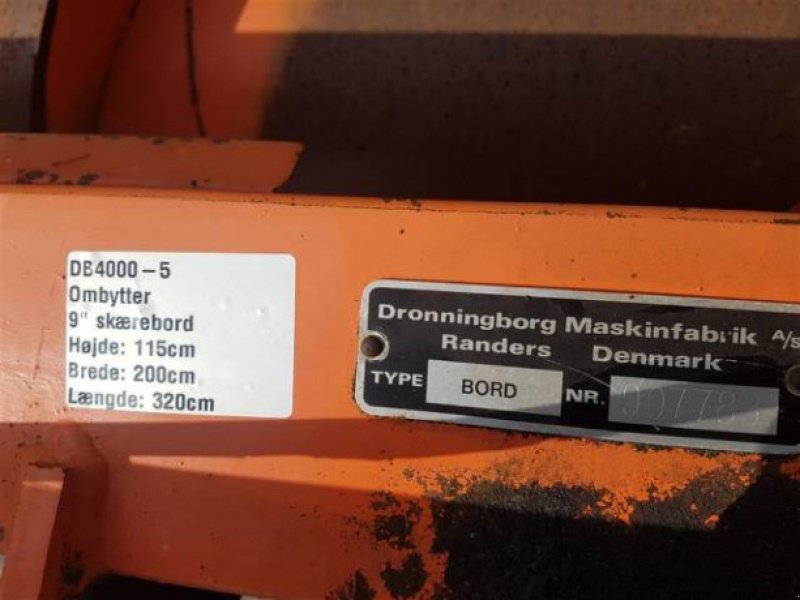 DB4000-5
Ombytter
9" skærebord
Højde: 115cm
Brede: 200cm
Længde: 320cm
Dronningborg Maskinfabrik A/S
Randers Denmark
TYPE BORD NR.